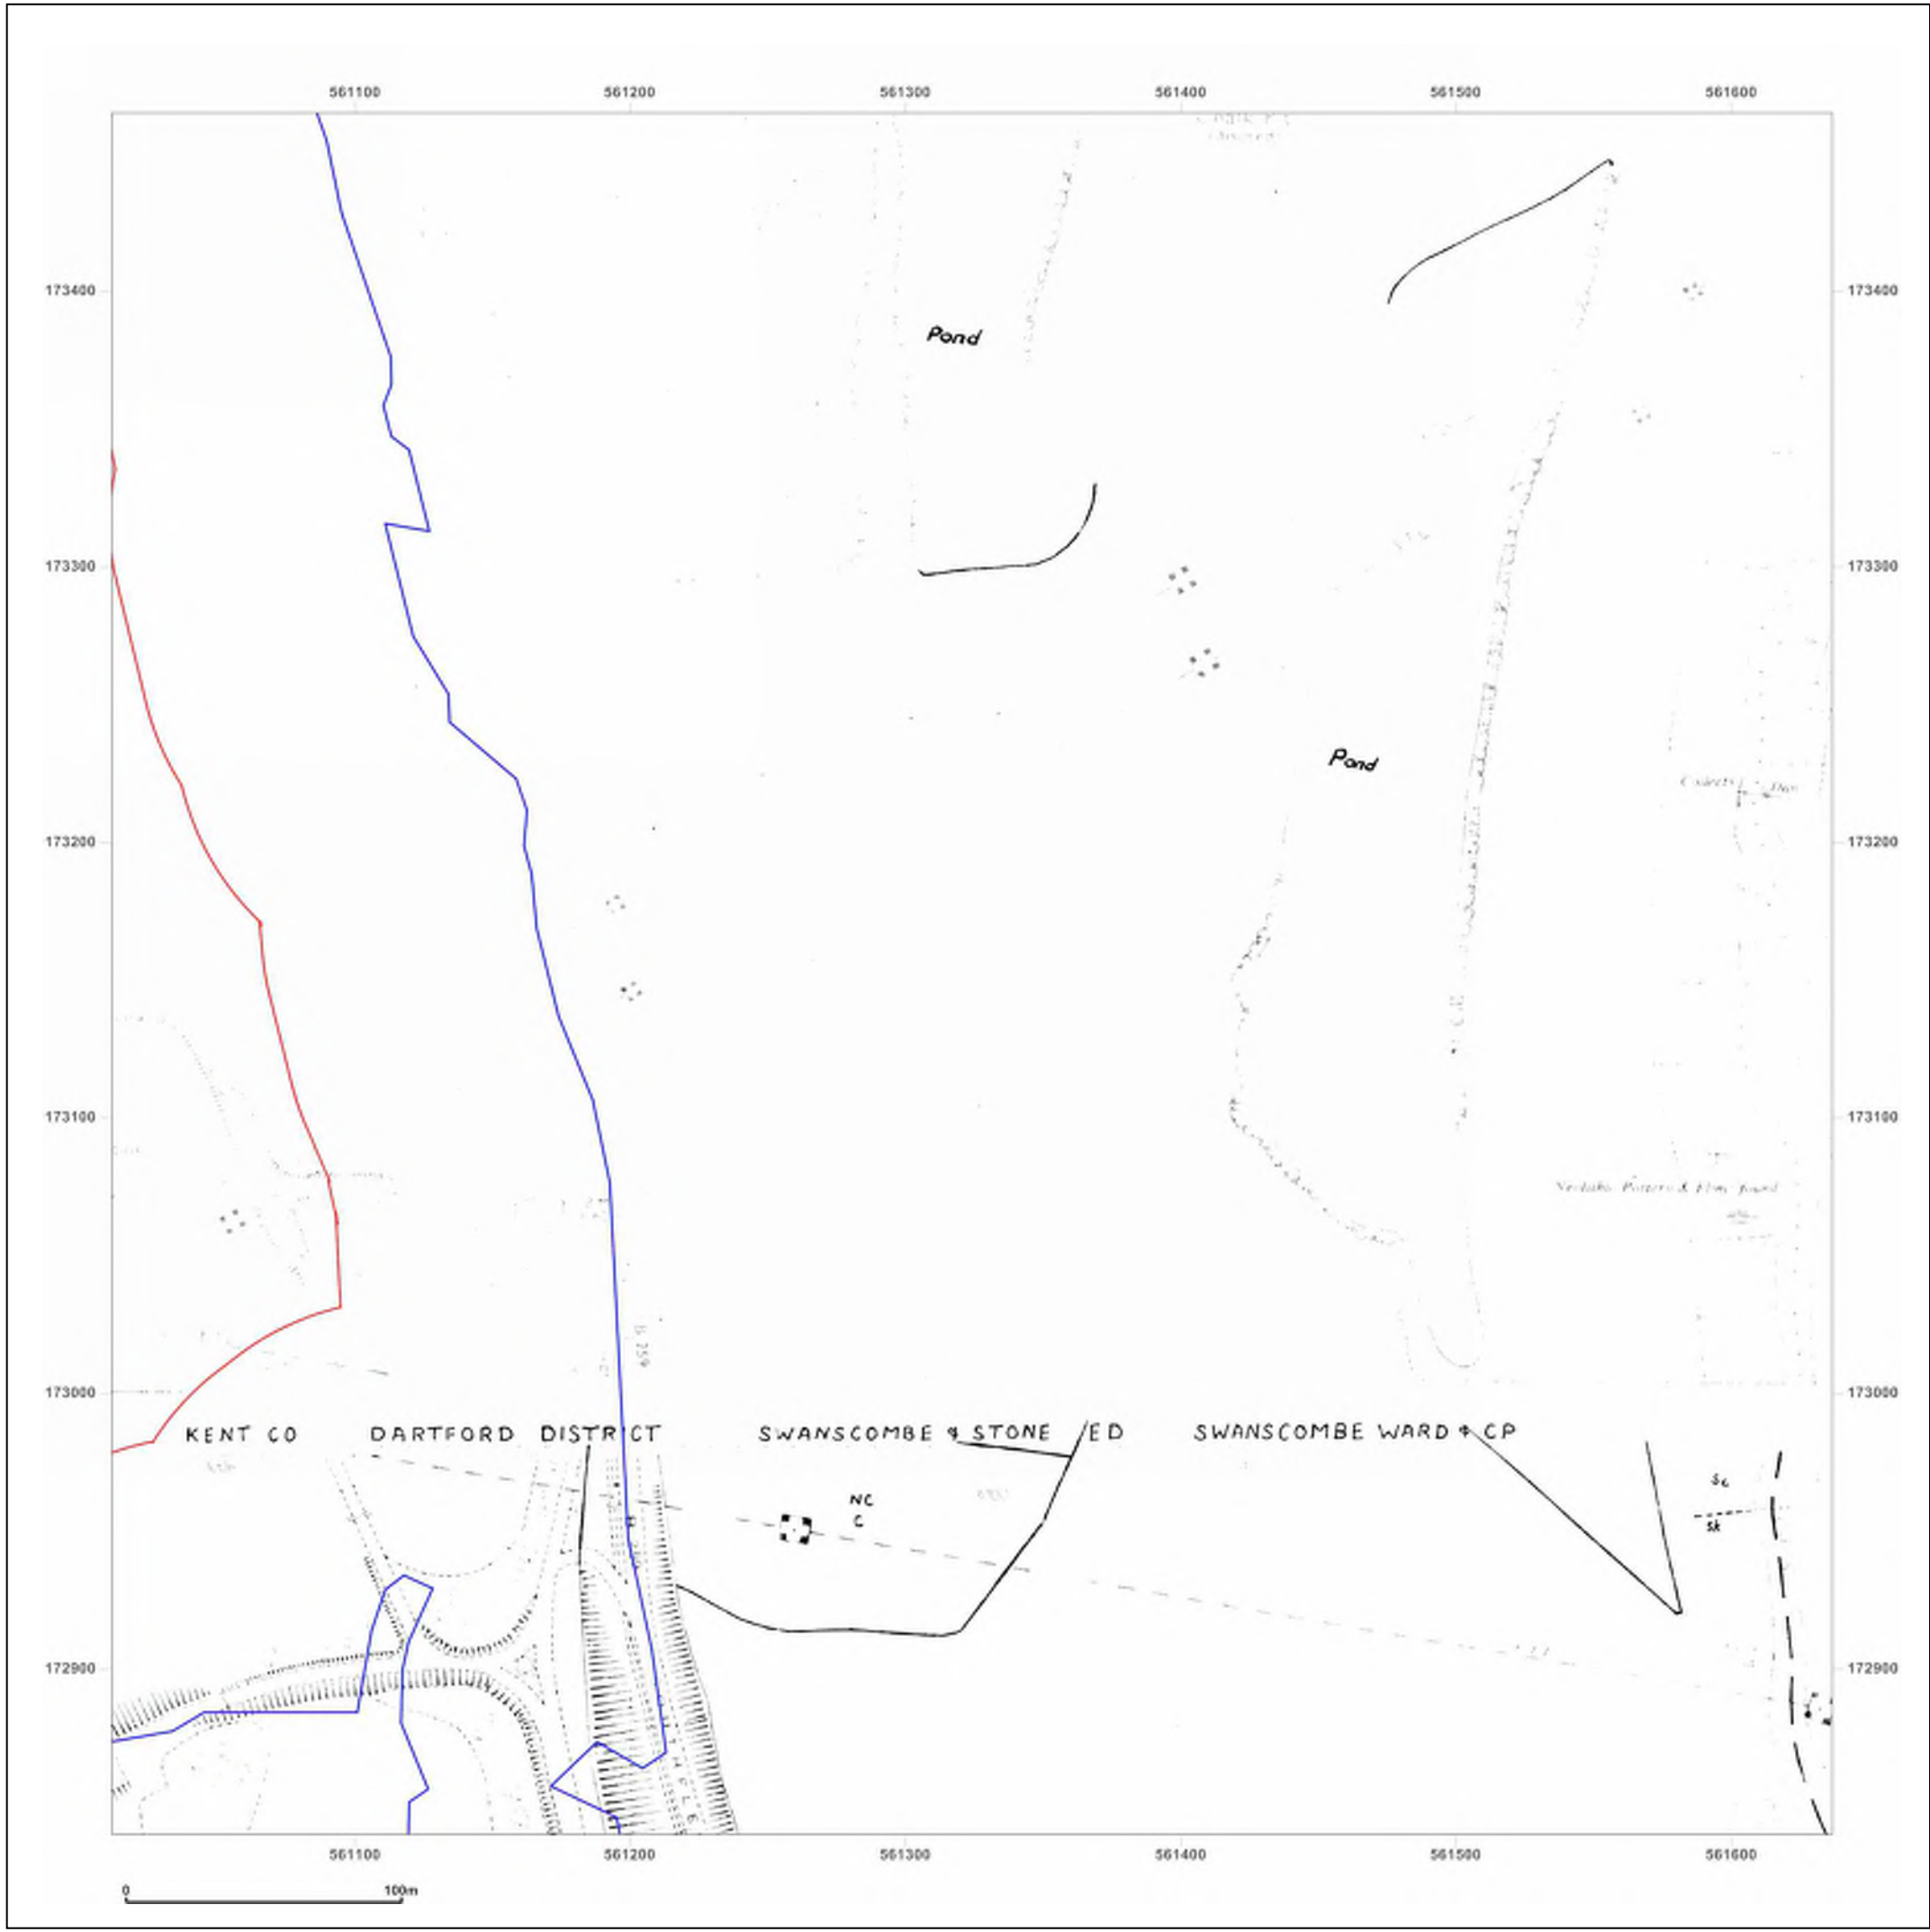 561100 561200 561300 561400 561500 561600
173400 173400
Pond
173300 173300
Pond
173200 173200
173100 173100
B 259
173000 173000
KENT CO DARTFORD DISTRICT SWANSCOMBE & STONE ED SWANSCOMBE WARD & CP
NC
C
Sk
172900 172900
561100 561200 561300 561400 561500 561600
0 100m